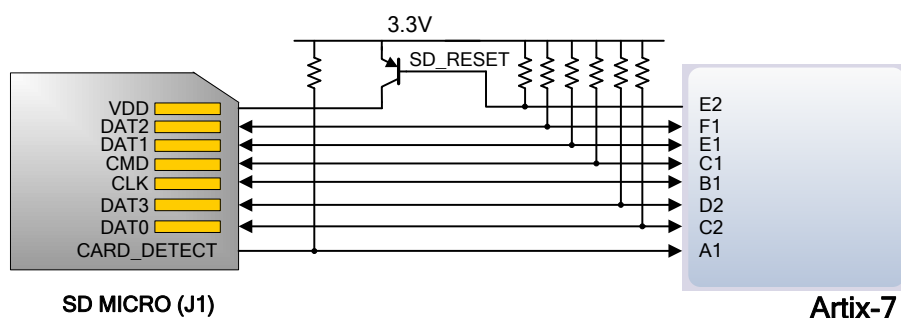 3.3V
SD_RESET
VDD
DAT2
DAT1
CMD
CLK
DAT3
DAT0
CARD_DETECT
E2
F1
E1
C1
B1
D2
C2
A1
SD MICRO (J1)
Artix-7